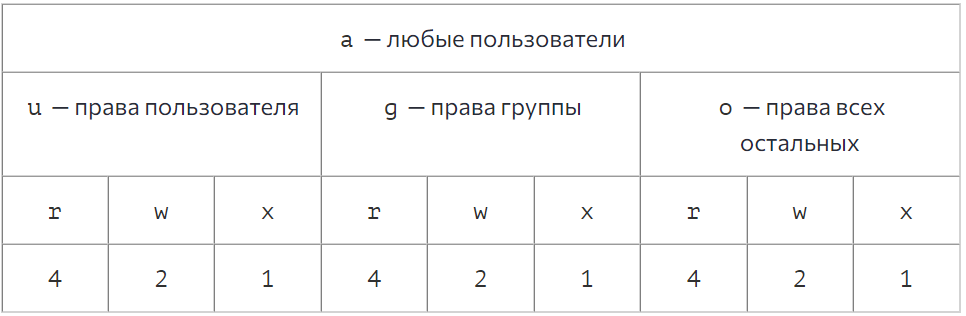 a — любые пользователи
u — права пользователя
g — права группы
o — права всех
остальных
r w x r w x r w x
4 2 1 4 2 1 4 2 1